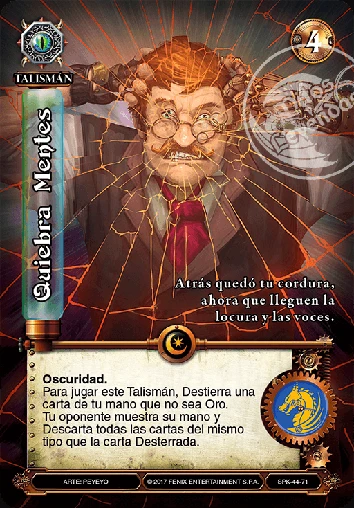 1
4
TALISMÁN
Quiebra Mentes
Atrás quedó tu cordura,
ahora que lleguen la
locura y las voces.
Oscuridad.
Para jugar este Talismán, Destierra una
carta de tu mano que no sea Oro.
Tu oponente muestra su mano y
Descarta todas las cartas del mismo
tipo que la carta Desterrada.
ARTE: PEYEYO
© 2017 FENIX ENTERTAINMENT S.P.A.
SPK-44-71